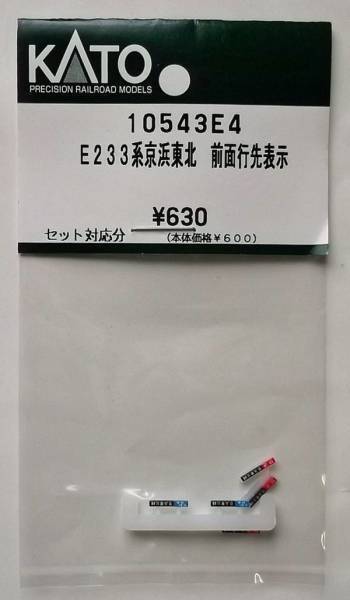 KATO
PRECISION RAILROAD MODELS
10543E4
E233系京浜東北 前面行先表示
¥630
セット対応分 (本体価格¥600)